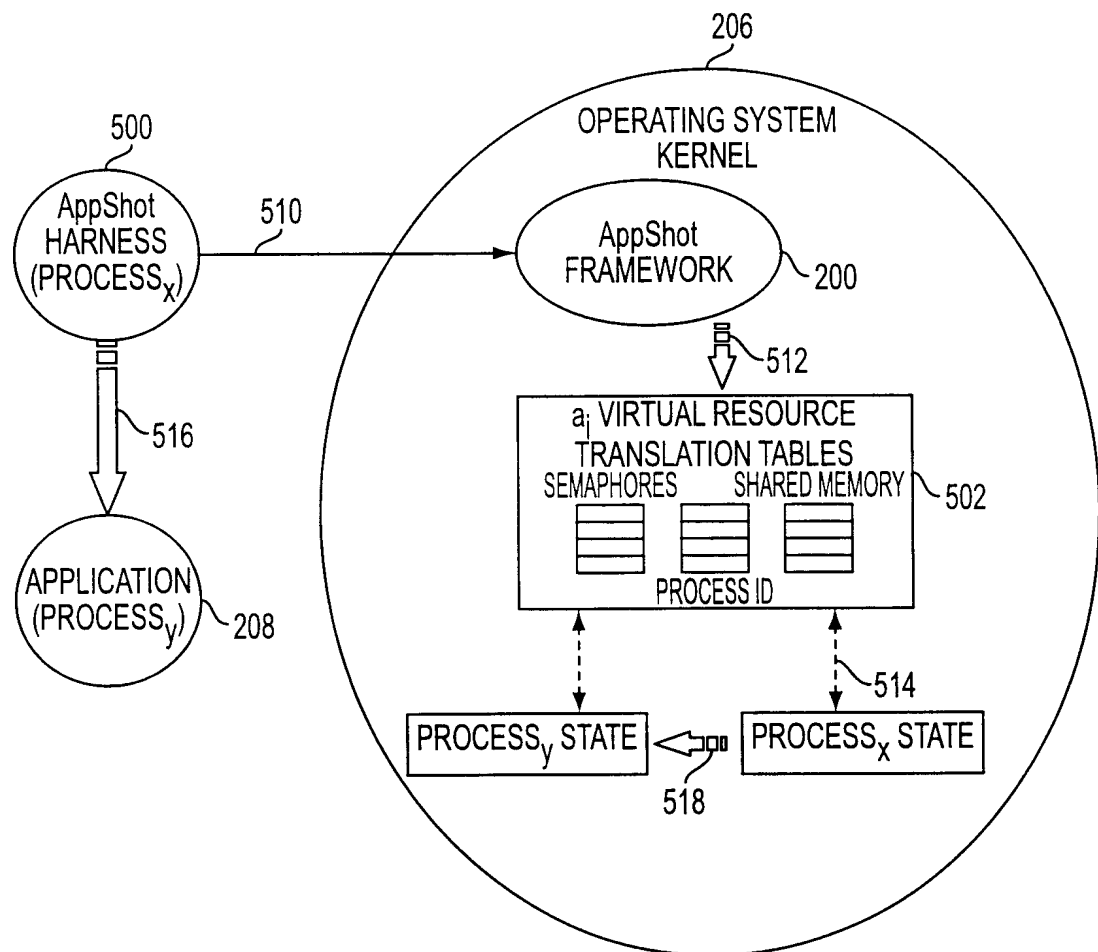 206
OPERATING SYSTEM
KERNEL
500
AppShot
HARNESS
(PROCESSx)
510
AppShot
FRAMEWORK
200
512
516
ai VIRTUAL RESOURCE
TRANSLATION TABLES
SEMAPHORES SHARED MEMORY
502
PROCESS ID
APPLICATION
(PROCESSy)
208
514
PROCESSy STATE
PROCESSx STATE
518